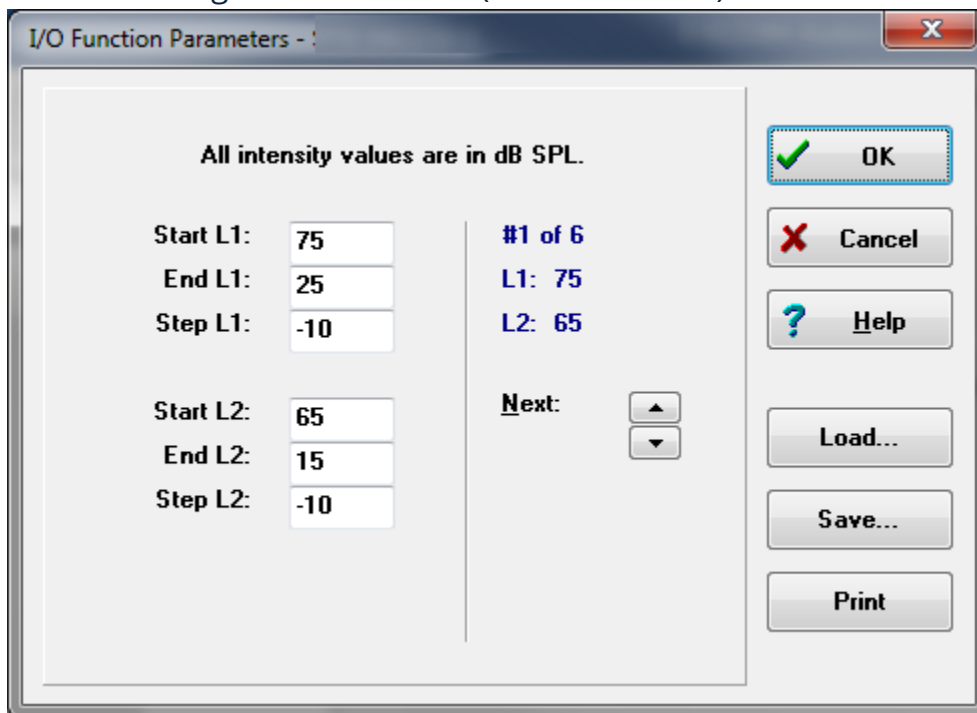 I/O Function Parameters -
All intensity values are in dB SPL.
Start L1: 75
End L1: 25
Step L1: -10
Start L2: 65
End L2: 15
Step L2: -10
#1 of 6
L1: 75
L2: 65
Next:
OK
Cancel
Help
Load...
Save...
Print